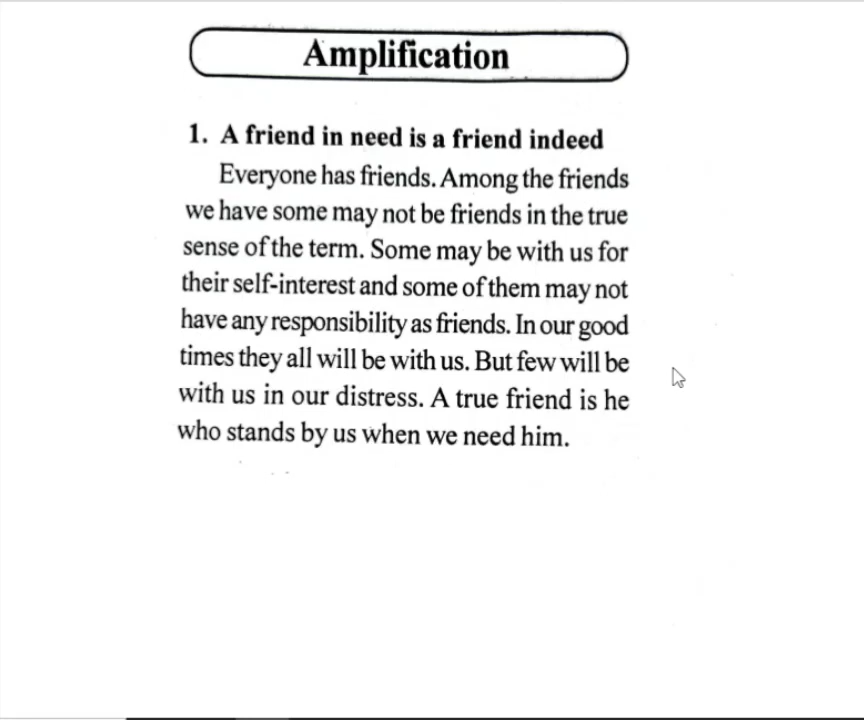 Amplification
1. A friend in need is a friend indeed
Everyone has friends. Among the friends
we have some may not be friends in the true
sense of the term. Some may be with us for
their self-interest and some of them may not
have any responsibility as friends. In our good
times they all will be with us. But few will be
with us in our distress. A true friend is he
who stands by us when we need him.